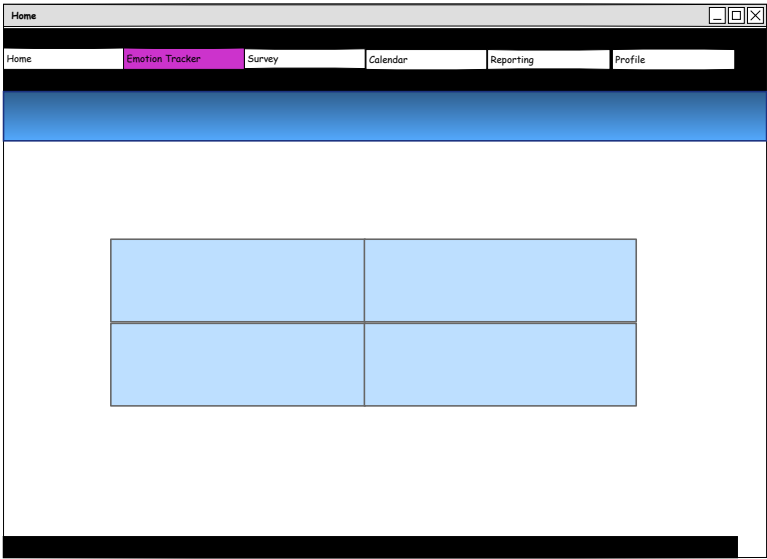 Home
Home
Emotion Tracker
Survey
Calendar
Reporting
Profile